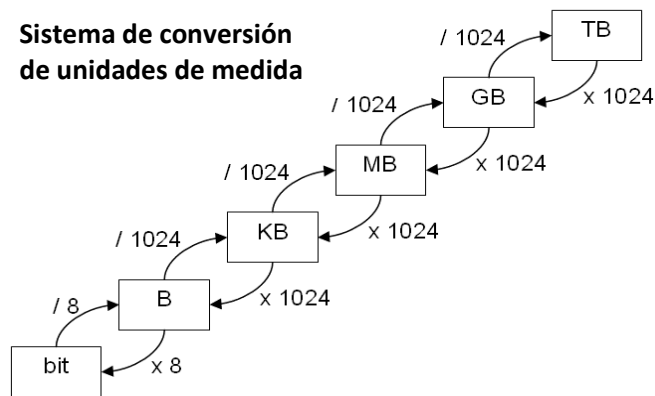 Sistema de conversión
de unidades de medida
/ 1024
TB
x 1024
/ 1024
GB
x 1024
/ 1024
MB
x 1024
/ 1024
KB
x 1024
/ 8
B
x 8
bit